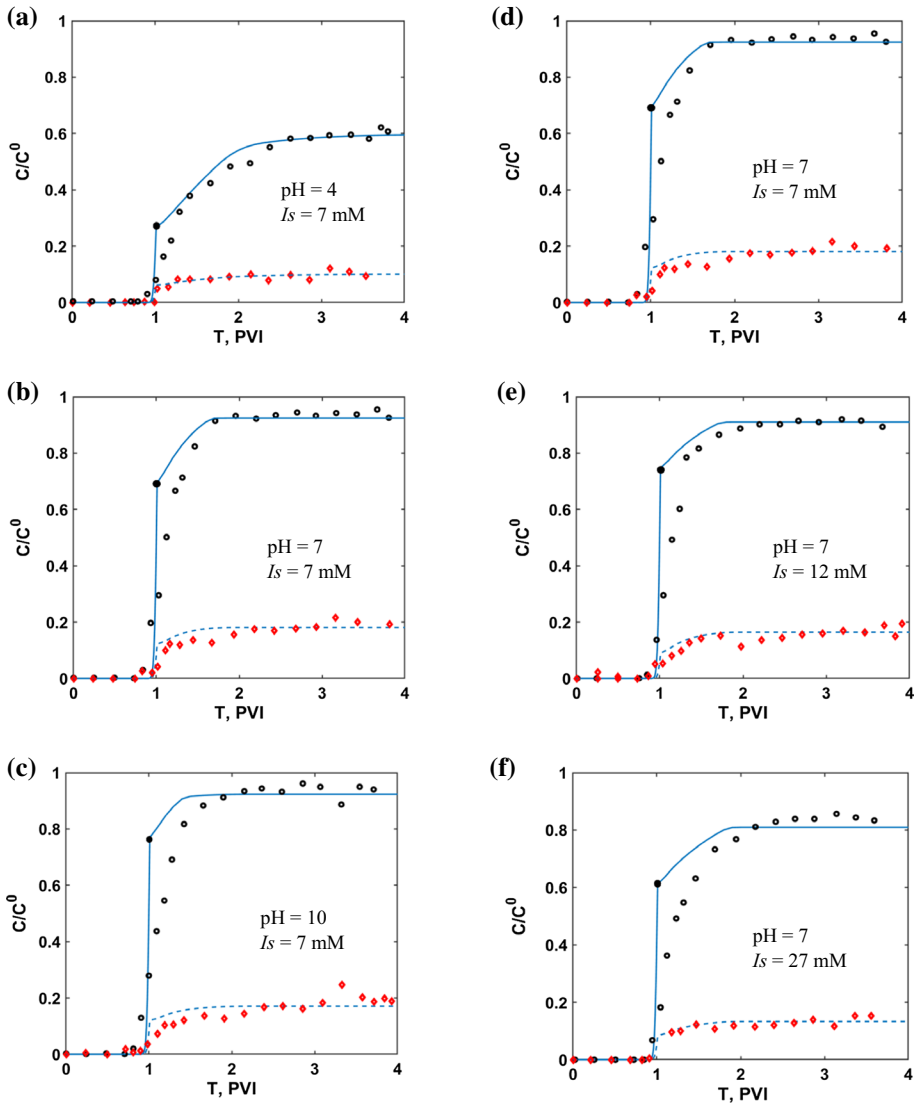 (a)
1
0.8
0.6
0.4
0.2
0
C/C⁰
pH = 4
Is = 7 mM
0 1 2 3 4
T, PVI
(d)
1
0.8
0.6
0.4
0.2
0
C/C⁰
pH = 7
Is = 7 mM
0 1 2 3 4
T, PVI
(b)
1
0.8
0.6
0.4
0.2
0
C/C⁰
pH = 7
Is = 7 mM
0 1 2 3 4
T, PVI
(e)
1
0.8
0.6
0.4
0.2
0
C/C⁰
pH = 7
Is = 12 mM
0 1 2 3 4
T, PVI
(c)
1
0.8
0.6
0.4
0.2
0
C/C⁰
pH = 10
Is = 7 mM
0 1 2 3 4
T, PVI
(f)
1
0.8
0.6
0.4
0.2
0
C/C⁰
pH = 7
Is = 27 mM
0 1 2 3 4
T, PVI